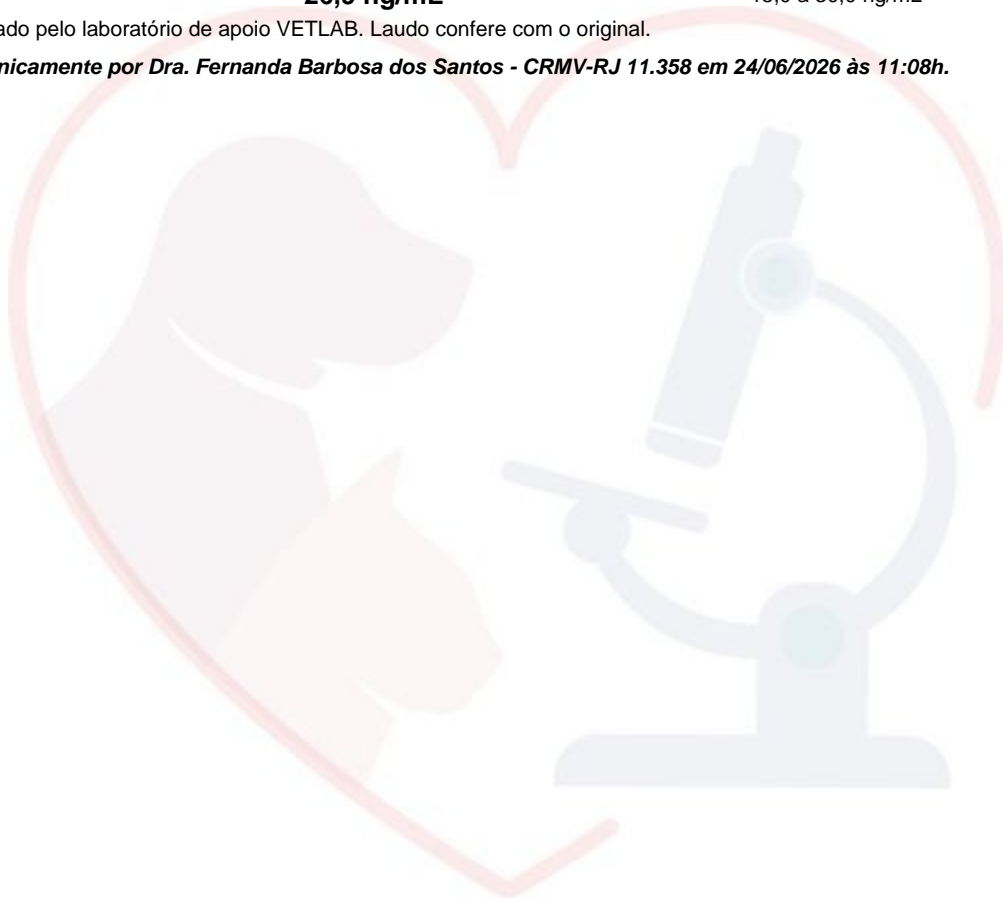 ado pelo laboratório de apoio VETLAB. Laudo confere com o original.
nicamente por Dra. Fernanda Barbosa dos Santos - CRMV-RJ 11.358 em 24/06/2026 às 11:08h.